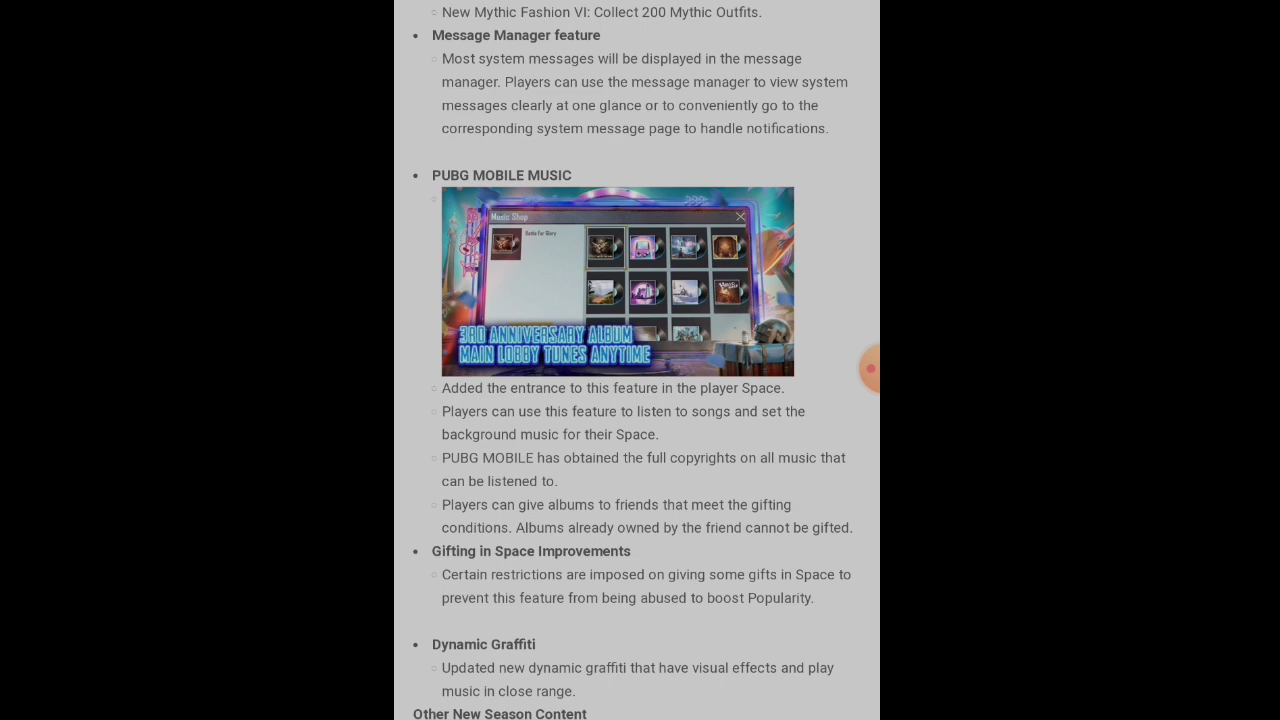 New Mythic Fashion VI: Collect 200 Mythic Outfits.
Message Manager feature
Most system messages will be displayed in the message
manager. Players can use the message manager to view system
messages clearly at one glance or to conveniently go to the
corresponding system message page to handle notifications.
PUBG MOBILE MUSIC
Music Shop
Battle For Glory
3RD ANNIVERSARY ALBUM
MAIN LOBBY TUNES ANYTIME
Added the entrance to this feature in the player Space.
Players can use this feature to listen to songs and set the
background music for their Space.
PUBG MOBILE has obtained the full copyrights on all music that
can be listened to.
Players can give albums to friends that meet the gifting
conditions. Albums already owned by the friend cannot be gifted.
Gifting in Space Improvements
Certain restrictions are imposed on giving some gifts in Space to
prevent this feature from being abused to boost Popularity.
Dynamic Graffiti
Updated new dynamic graffiti that have visual effects and play
music in close range.
Other New Season Content